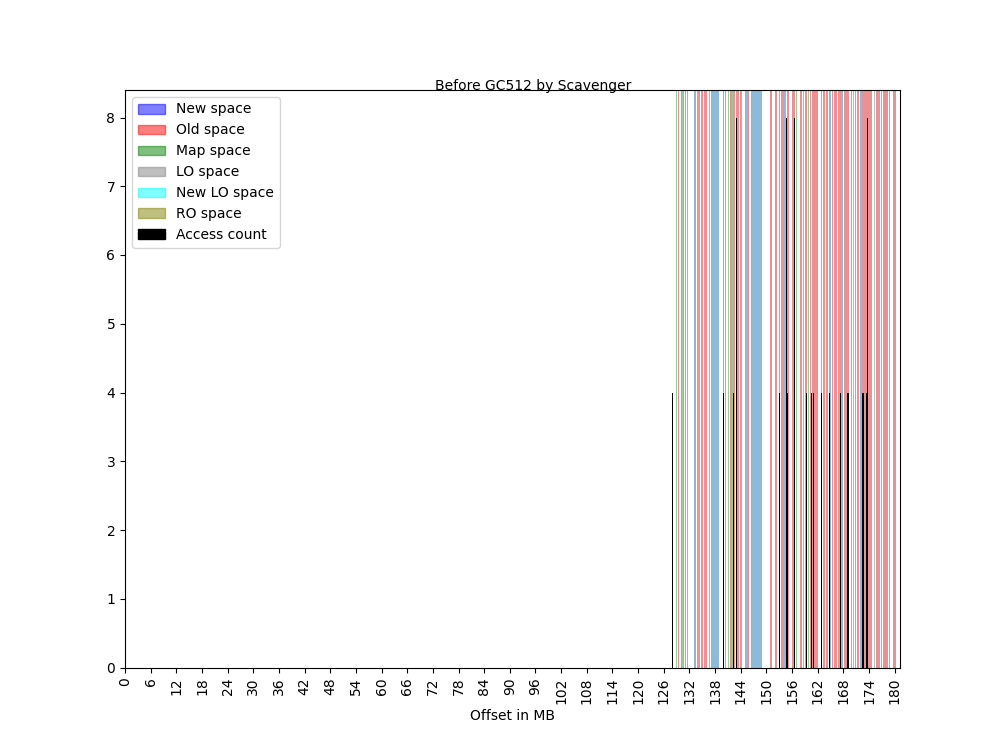 Before GC512 by Scavenger
New space
Old space
Map space
LO space
New LO space
RO space
Access count
8
7
6
5
4
3
2
1
0
0 6 12 18 24 30 36 42 48 54 60 66 72 78 84 90 96 102 108 114 120 126 132 138 144 150 156 162 168 174 180
Offset in MB